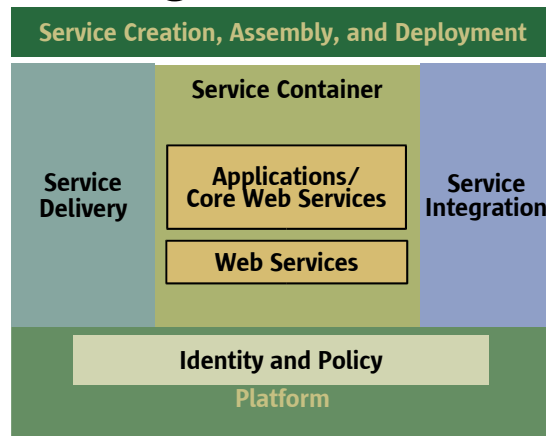 Service Creation, Assembly, and Deployment
Service Container
Service
Delivery
Applications/
Core Web Services
Web Services
Service
Integration
Identity and Policy
Platform